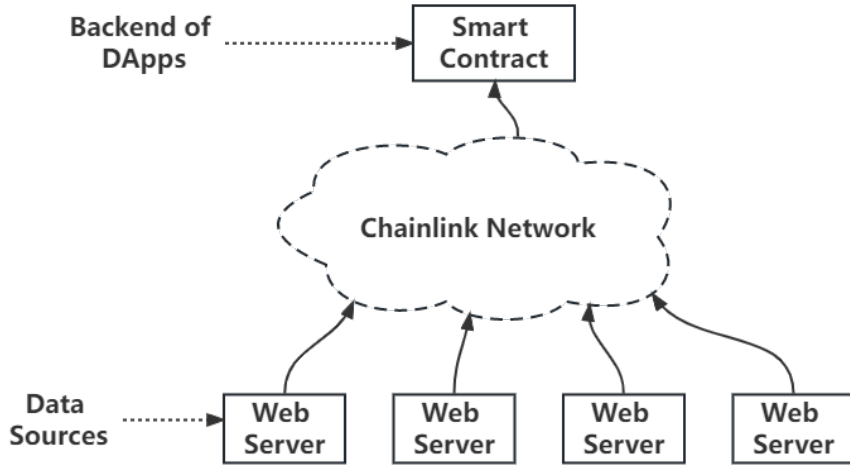 Backend of
DApps
Smart
Contract
Chainlink Network
Data
Sources
Web
Server
Web
Server
Web
Server
Web
Server